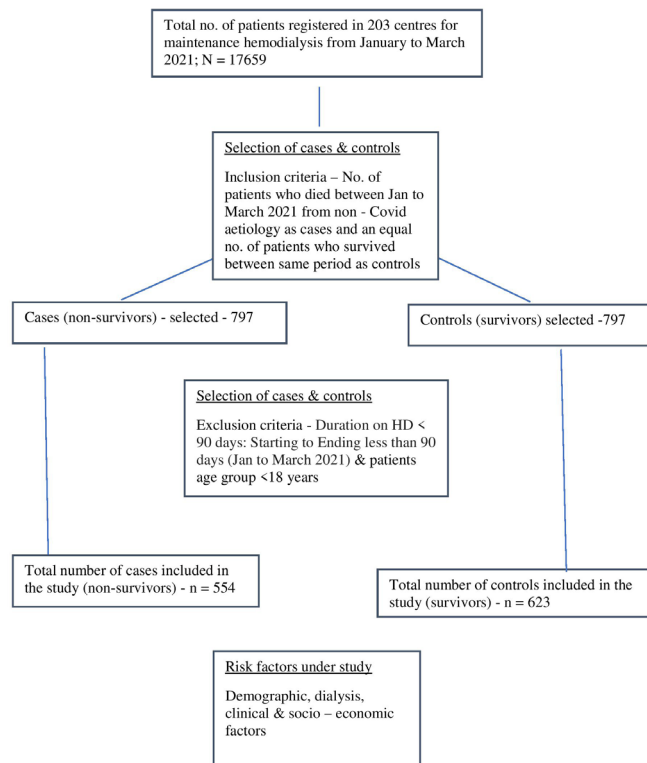 Total no. of patients registered in 203 centres for
maintenance hemodialysis from January to March
2021; N = 17659
Selection of cases & controls
Inclusion criteria – No. of
patients who died between Jan to
March 2021 from non - Covid
aetiology as cases and an equal
no. of patients who survived
between same period as controls
Cases (non-survivors) - selected - 797
Controls (survivors) selected -797
Selection of cases & controls
Exclusion criteria - Duration on HD <
90 days: Starting to Ending less than 90
days (Jan to March 2021) & patients
age group <18 years
Total number of cases included in
the study (non-survivors) - n = 554
Total number of controls included in the
study (survivors) - n = 623
Risk factors under study
Demographic, dialysis,
clinical & socio – economic
factors